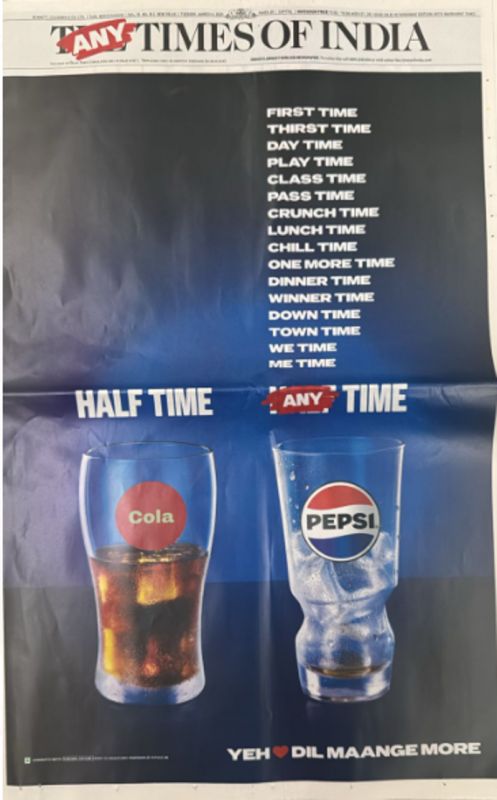 ANY TIMES OF INDIA
FIRST TIME
THIRST TIME
DAY TIME
PLAY TIME
CLASS TIME
PASS TIME
CRUNCH TIME
LUNCH TIME
CHILL TIME
ONE MORE TIME
DINNER TIME
WINNER TIME
DOWN TIME
TOWN TIME
WE TIME
ME TIME
HALF TIME
ANY TIME
Cola
PEPSI
YEH ❤ DIL MAANGE MORE